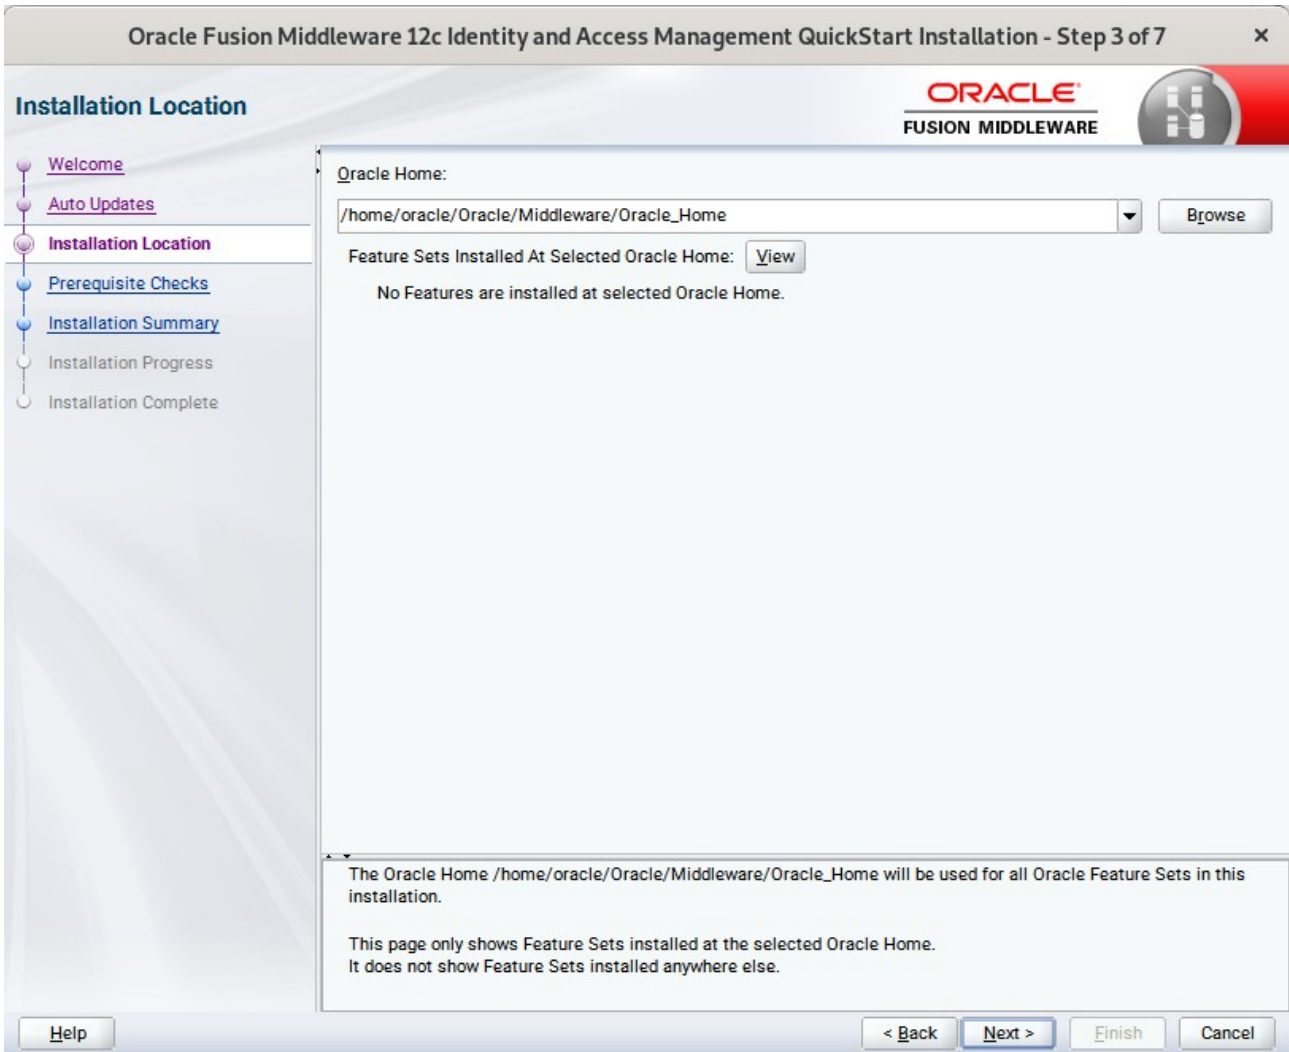 Oracle Fusion Middleware 12c Identity and Access Management QuickStart Installation - Step 3 of 7
×
Installation Location
ORACLE
FUSION MIDDLEWARE
Welcome
Auto Updates
Installation Location
Prerequisite Checks
Installation Summary
Installation Progress
Installation Complete
Oracle Home:
/home/oracle/Oracle/Middleware/Oracle_Home
Browse
Feature Sets Installed At Selected Oracle Home:
View
No Features are installed at selected Oracle Home.
The Oracle Home /home/oracle/Oracle/Middleware/Oracle_Home will be used for all Oracle Feature Sets in this
installation.
This page only shows Feature Sets installed at the selected Oracle Home.
It does not show Feature Sets installed anywhere else.
Help
< Back
Next >
Finish
Cancel